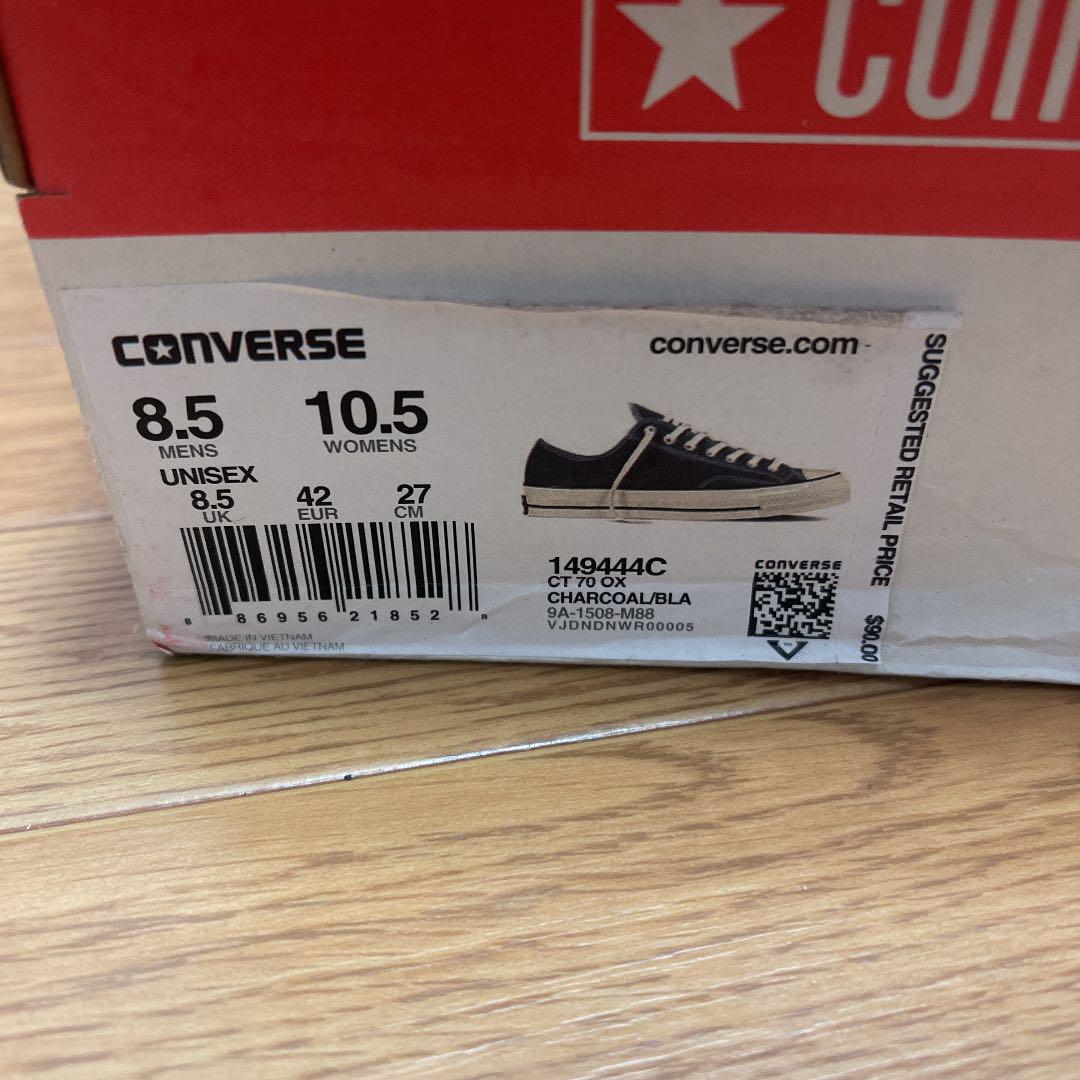 CON
CONVERSE
converse.com
8.5 10.5
MENS WOMENS
UNISEX
8.5 42 27
UK EUR CM
8 86956 21852 8
MADE IN VIETNAM
FABRIQUE AU VIETNAM
149444C
CT 70 OX
CHARCOAL/BLA
9A-1508-M88
VJDNDNWR00005
CONVERSE
SUGGESTED RETAIL PRICE $90.00